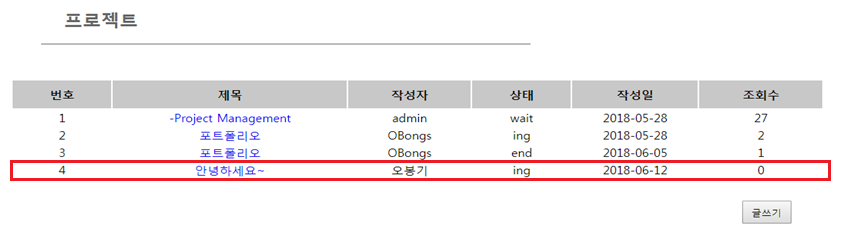 프로젝트
번호 제목 작성자 상태 작성일 조회수
1 -Project Management admin wait 2018-05-28 27
2 포트폴리오 OBongs ing 2018-05-28 2
3 포트폴리오 OBongs end 2018-06-05 1
4 안녕하세요~ 오봉기 ing 2018-06-12 0
글쓰기